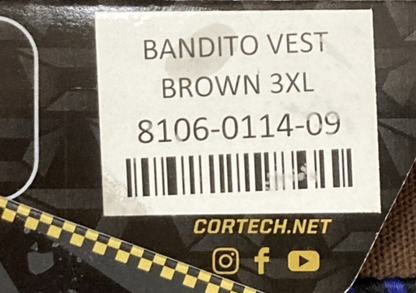 BANDITO VEST
BROWN 3XL
8106-0114-09
CORTECH.NET